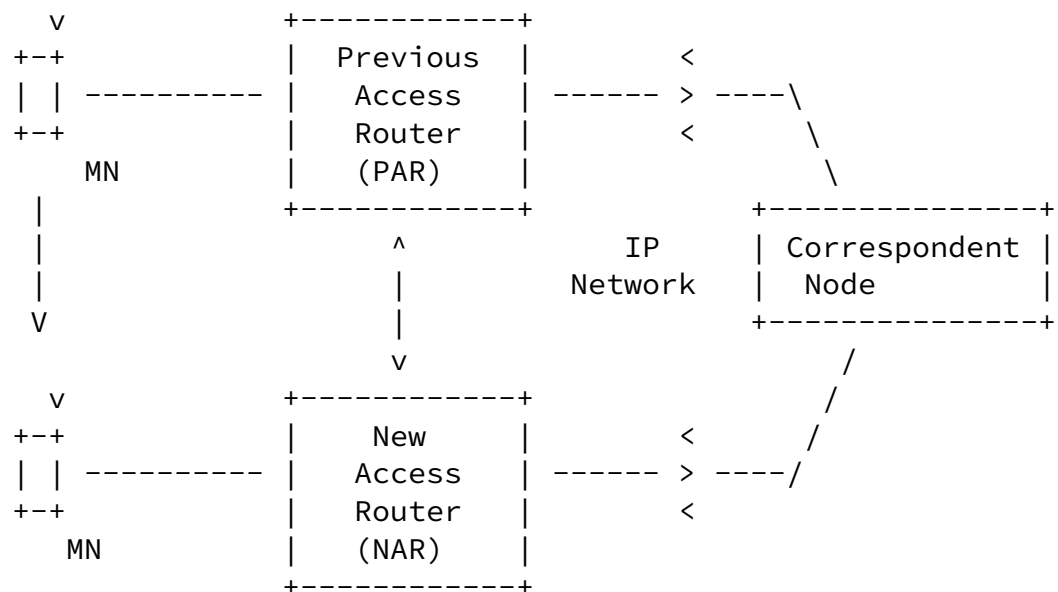 Previous
Access
Router
(PAR)
MN
IP
Network
Correspondent
Node
New
Access
Router
(NAR)
MN